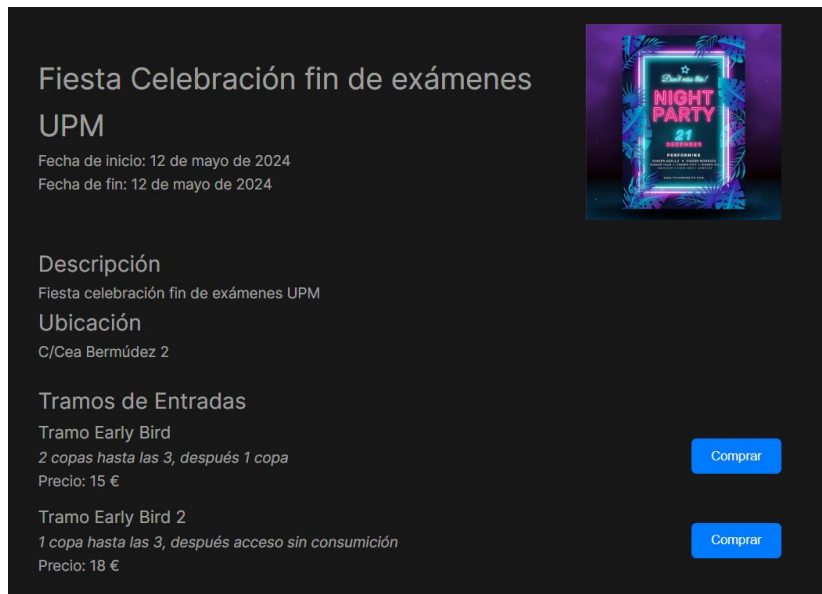 Fiesta Celebración fin de exámenes
UPM
Fecha de inicio: 12 de mayo de 2024
Fecha de fin: 12 de mayo de 2024
Don't miss this!
NIGHT
PARTY
21
DECEMBER
PERFORMING
Descripción
Fiesta celebración fin de exámenes UPM
Ubicación
C/Cea Bermúdez 2
Tramos de Entradas
Tramo Early Bird
2 copas hasta las 3, después 1 copa
Precio: 15 €
Comprar
Tramo Early Bird 2
1 copa hasta las 3, después acceso sin consumición
Precio: 18 €
Comprar